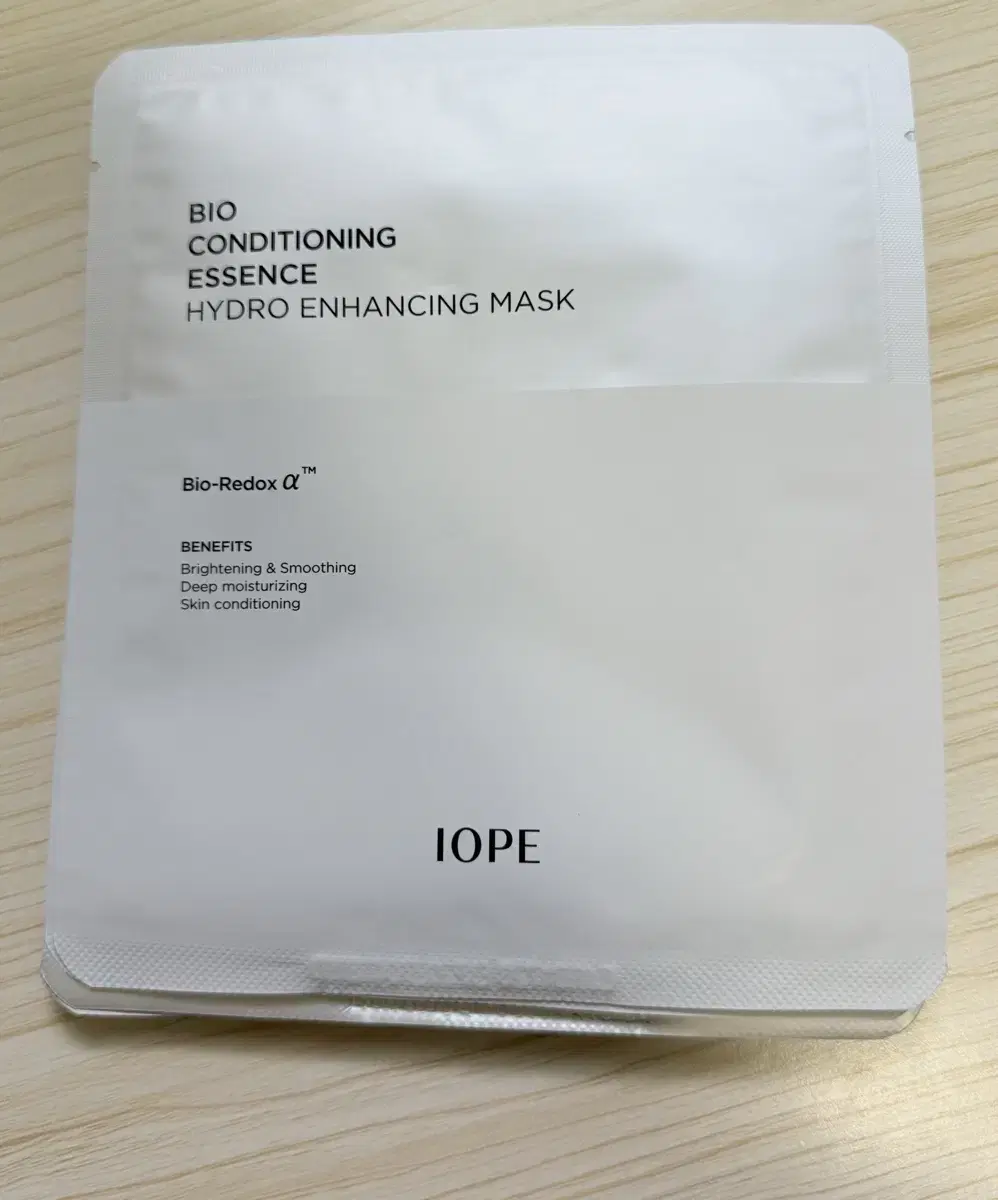 BIO
CONDITIONING
ESSENCE
HYDRO ENHANCING MASK
Bio-Redox α™
BENEFITS
Brightening & Smoothing
Deep moisturizing
Skin conditioning
IOPE